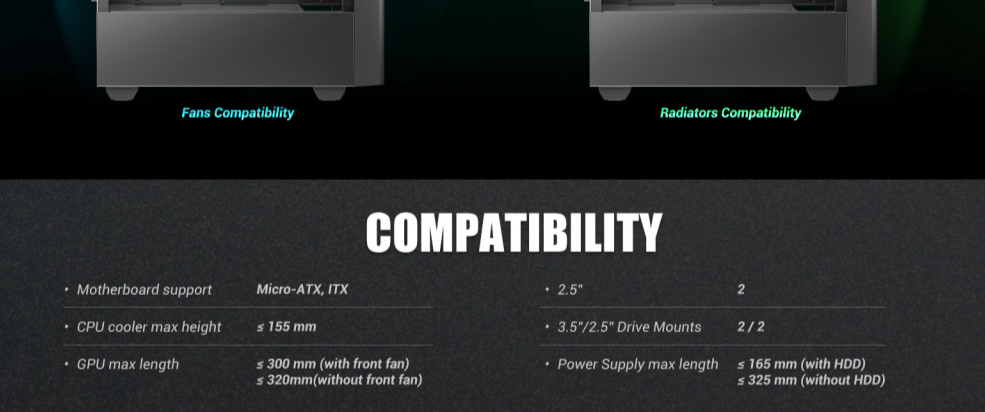 Fans Compatibility
Radiators Compatibility
COMPATIBILITY
• Motherboard support Micro-ATX, ITX
• CPU cooler max height ≤ 155 mm
• GPU max length ≤ 300 mm (with front fan)
≤ 320mm(without front fan)
• 2.5" 2
• 3.5"/2.5" Drive Mounts 2 / 2
• Power Supply max length ≤ 165 mm (with HDD)
≤ 325 mm (without HDD)